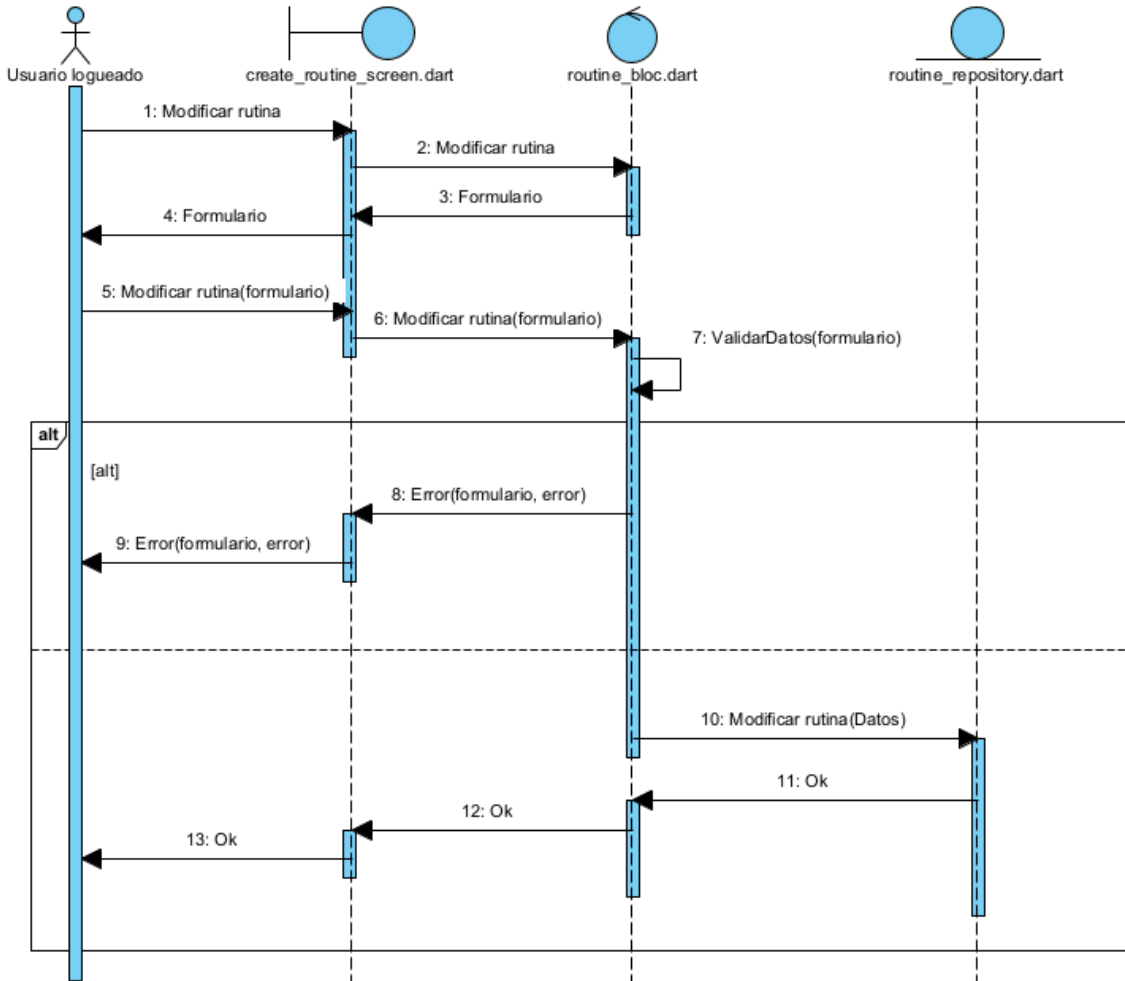 Usuario logueado
create_routine_screen.dart
routine_bloc.dart
routine_repository.dart
1: Modificar rutina
2: Modificar rutina
3: Formulario
4: Formulario
5: Modificar rutina(formulario)
6: Modificar rutina(formulario)
7: ValidarDatos(formulario)
alt
[alt]
8: Error(formulario, error)
9: Error(formulario, error)
10: Modificar rutina(Datos)
11: Ok
12: Ok
13: Ok